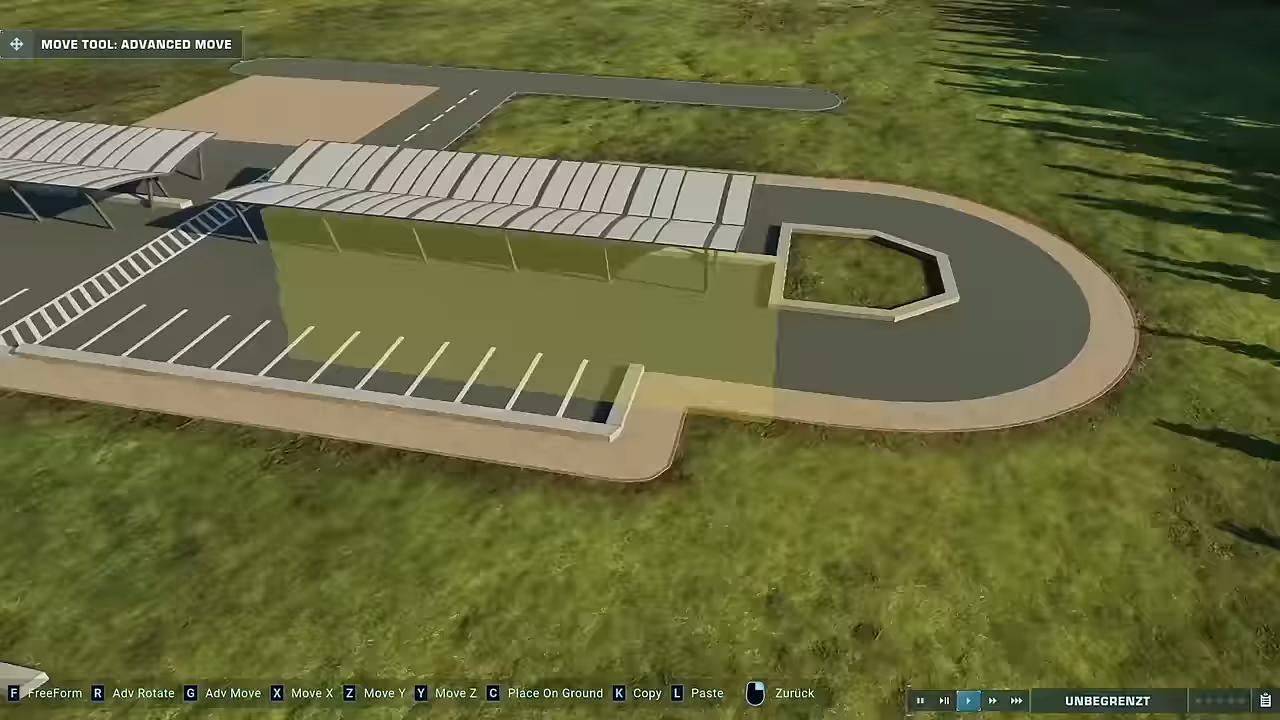 MOVE TOOL: ADVANCED MOVE
F FreeForm R Adv Rotate G Adv Move X Move X Z Move Y Y Move Z C Place On Ground K Copy L Paste Zurück
UNBEGRENZT